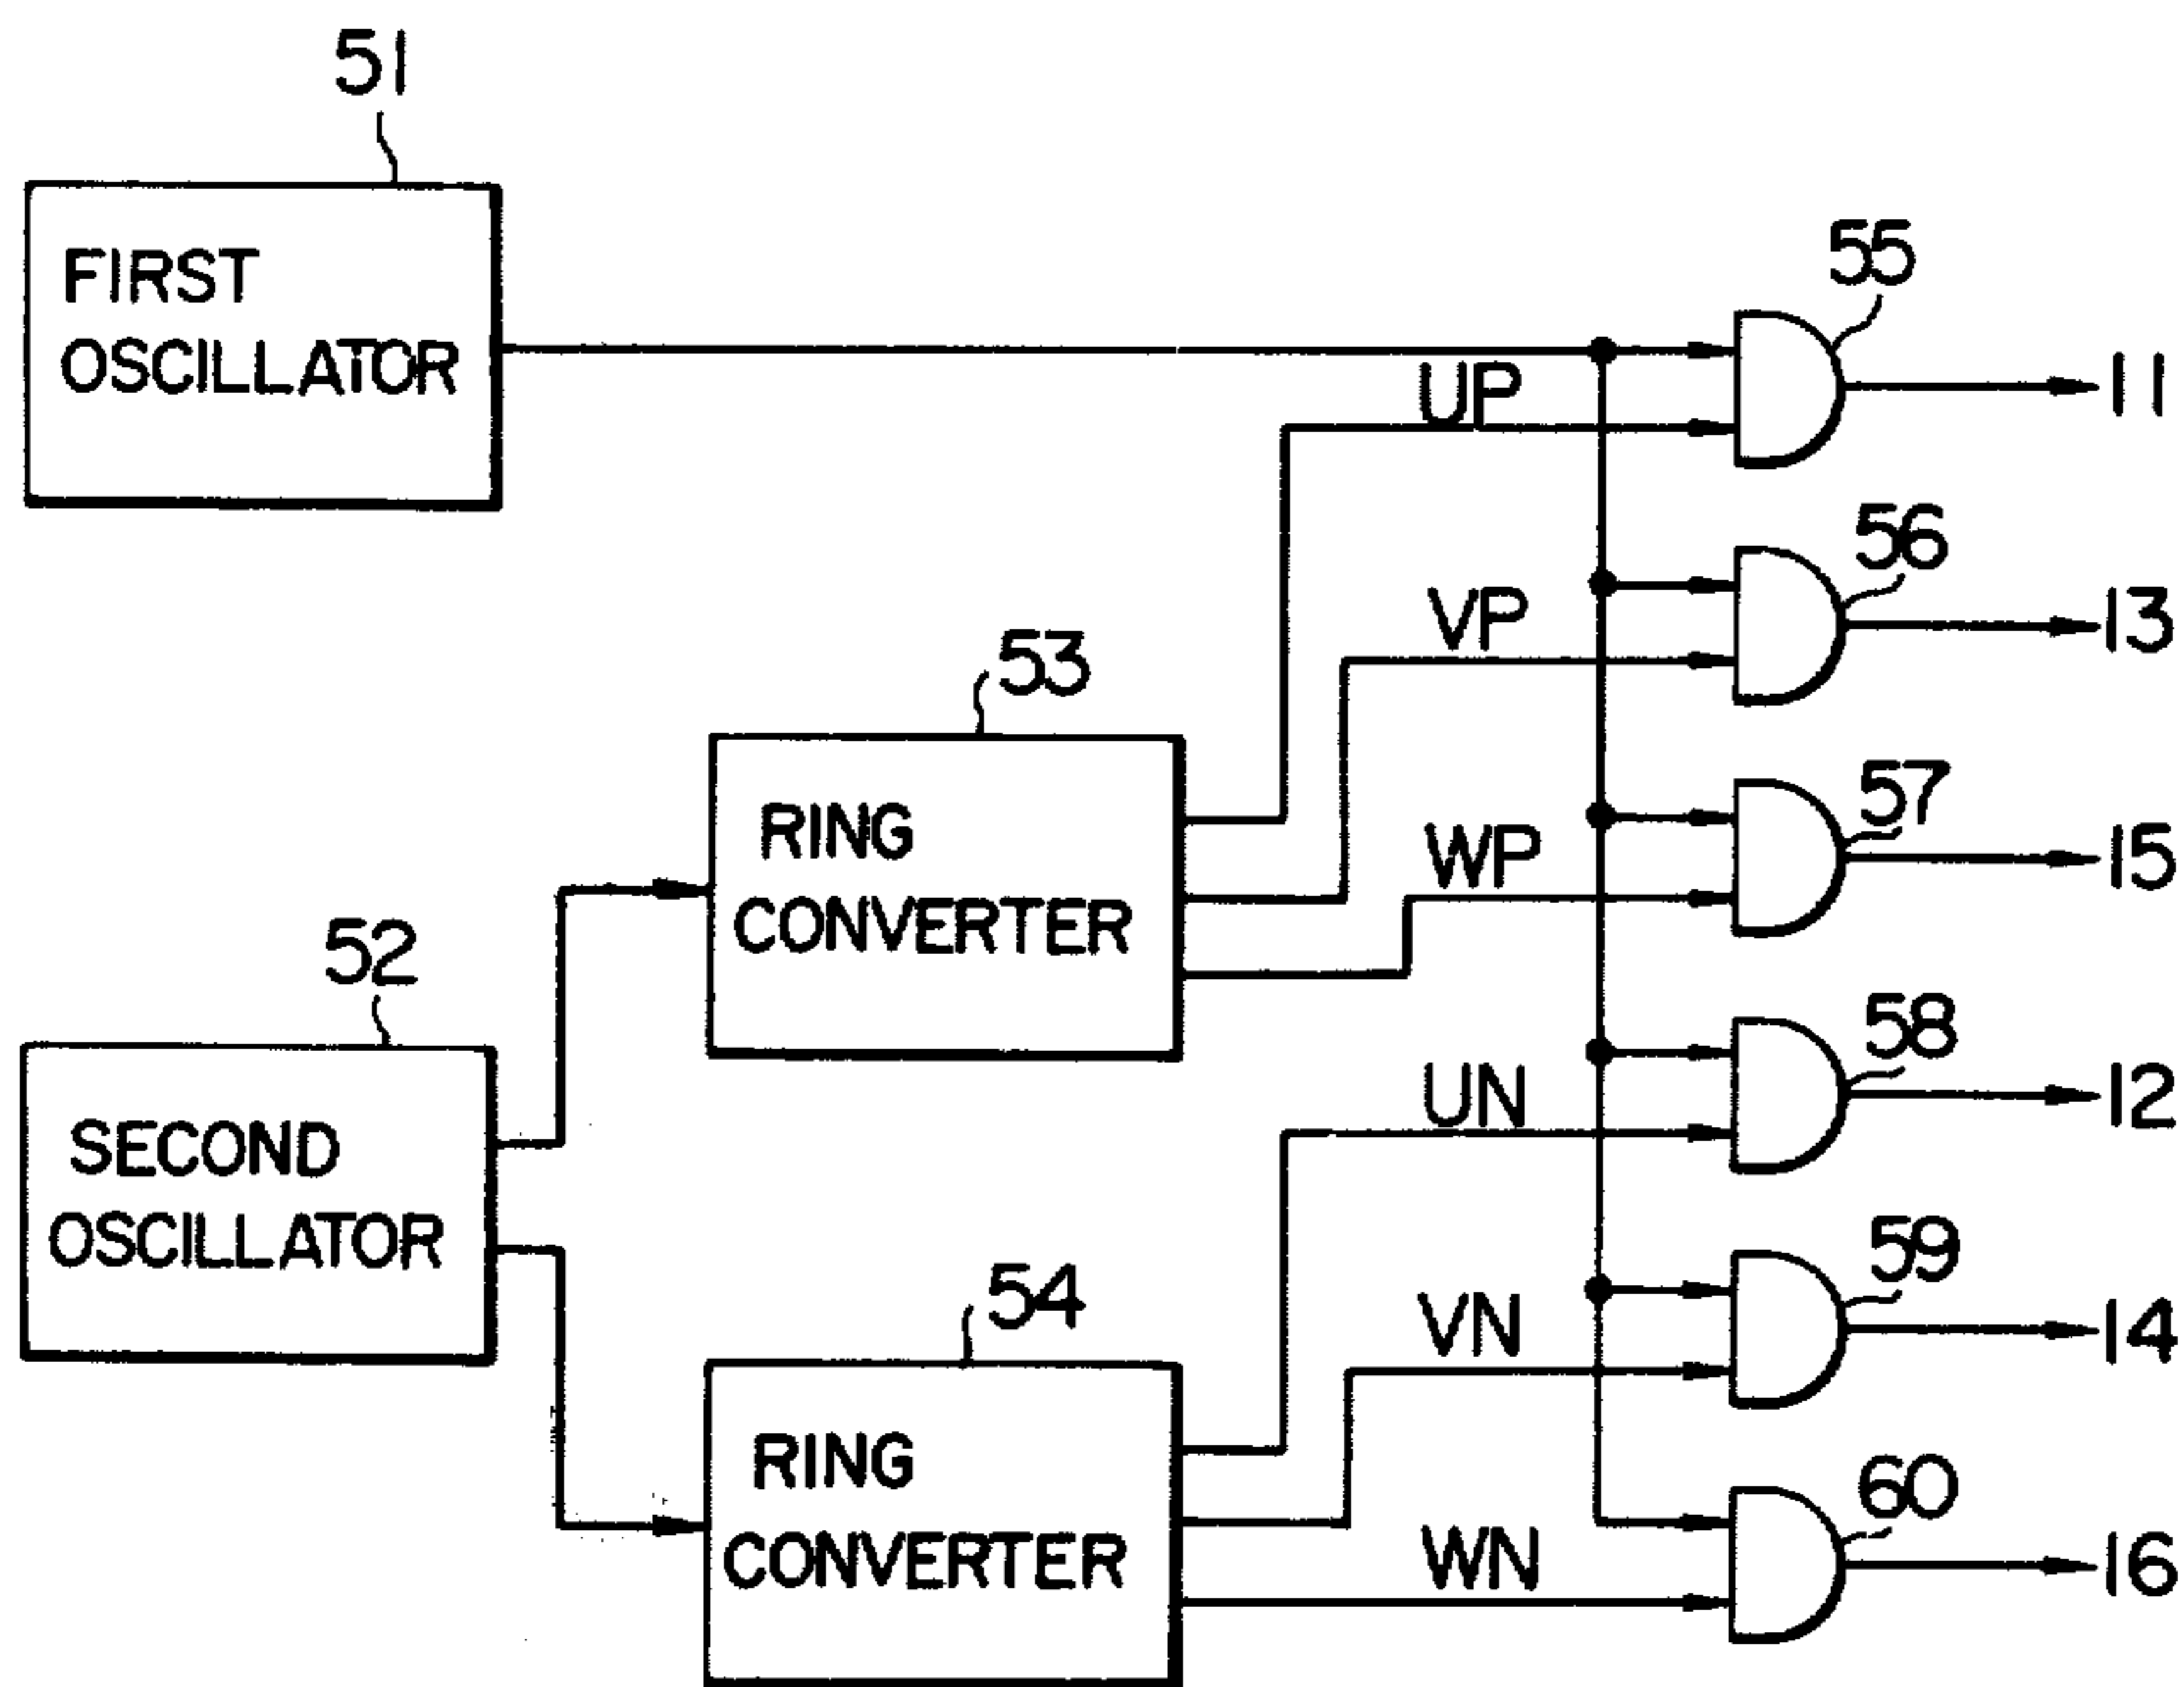 51
FIRST
OSCILLATOR
55
11
UP
56
13
VP
53
RING
CONVERTER
57
15
WP
52
SECOND
OSCILLATOR
58
12
UN
59
14
VN
54
RING
CONVERTER
60
16
WN